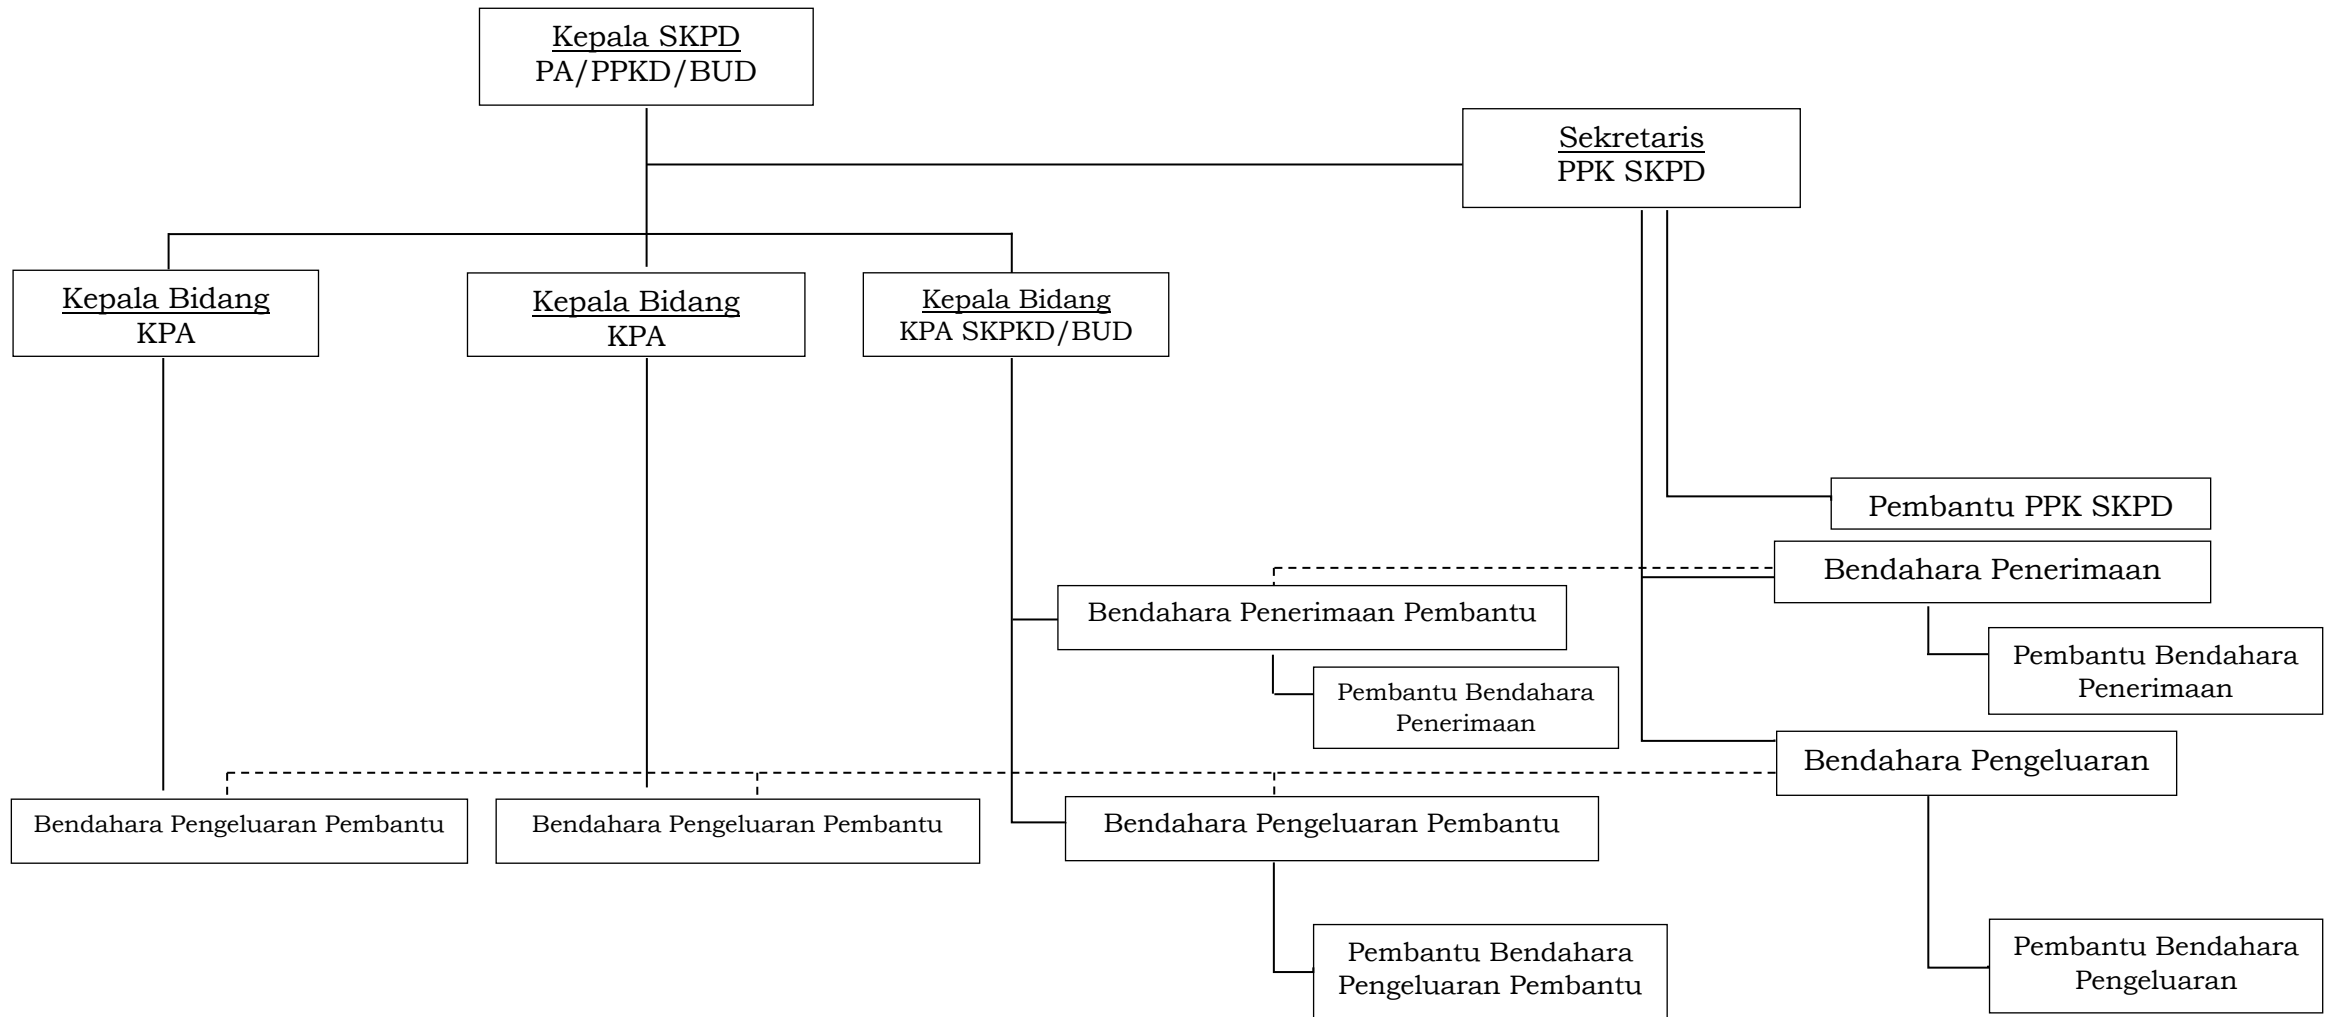 Kepala SKPD
PA/PPKD/BUD
Sekretaris
PPK SKPD
Kepala Bidang
KPA
Kepala Bidang
KPA
Kepala Bidang
KPA SKPKD/BUD
Pembantu PPK SKPD
Bendahara Penerimaan
Bendahara Penerimaan Pembantu
Pembantu Bendahara
Penerimaan
Pembantu Bendahara
Penerimaan
Bendahara Pengeluaran
Bendahara Pengeluaran Pembantu
Bendahara Pengeluaran Pembantu
Bendahara Pengeluaran Pembantu
Pembantu Bendahara
Pengeluaran Pembantu
Pembantu Bendahara
Pengeluaran